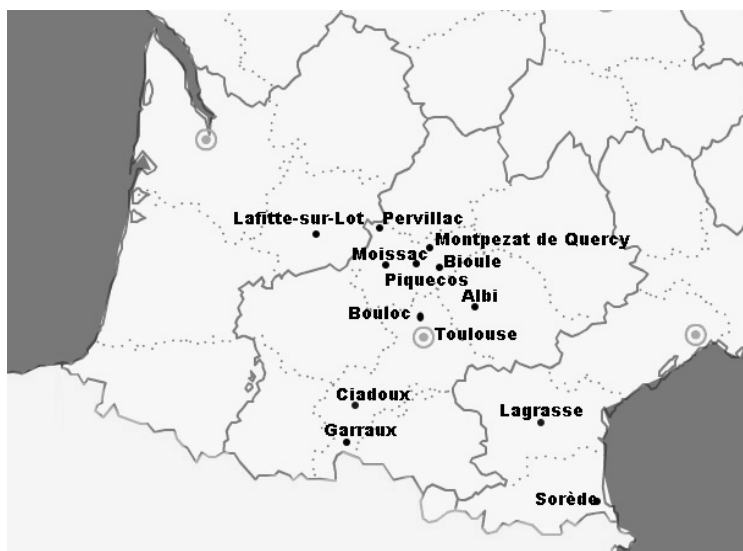 Lafitte-sur-Lot
Pervillac
Montpezat de Quercy
Moissac
Bioule
Piquecos
Albi
Bouloc
Toulouse
Ciadoux
Lagrasse
Garraux
Sorède